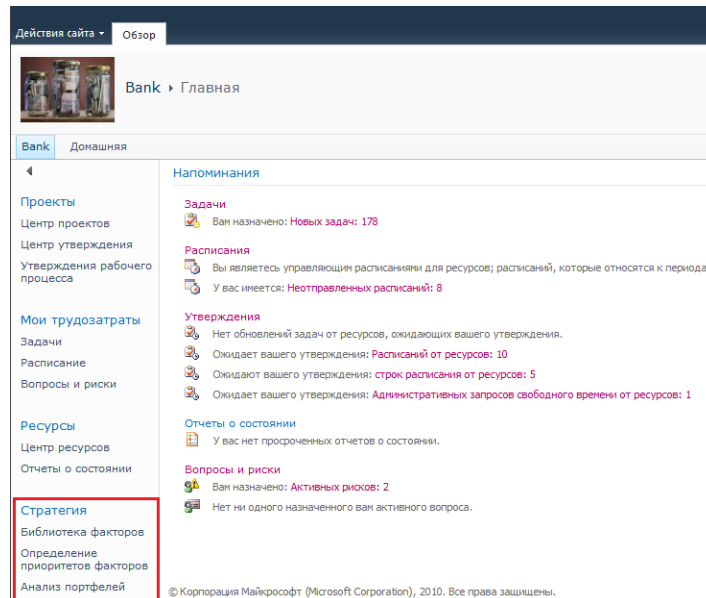 Действия сайта
Обзор
Bank ▸ Главная
Bank
Домашняя
Проекты
Центр проектов
Центр утверждения
Утверждения рабочего
процесса
Мои трудозатраты
Задачи
Расписание
Вопросы и риски
Ресурсы
Центр ресурсов
Отчеты о состоянии
Стратегия
Библиотека факторов
Определение
приоритетов факторов
Анализ портфелей
Напоминания
Задачи
Вам назначено: Новых задач: 178
Расписания
Вы являетесь управляющим расписаниями для ресурсов; расписаний, которые относятся к периода
У вас имеется: Неотправленных расписаний: 8
Утверждения
Нет обновлений задач от ресурсов, ожидающих вашего утверждения.
Ожидает вашего утверждения: Расписаний от ресурсов: 10
Ожидают вашего утверждения: строк расписания от ресурсов: 5
Ожидает вашего утверждения: Административных запросов свободного времени от ресурсов: 1
Отчеты о состоянии
У вас нет просроченных отчетов о состоянии.
Вопросы и риски
Вам назначено: Активных рисков: 2
Нет ни одного назначенного вам активного вопроса.
© Корпорация Майкрософт (Microsoft Corporation), 2010. Все права защищены.